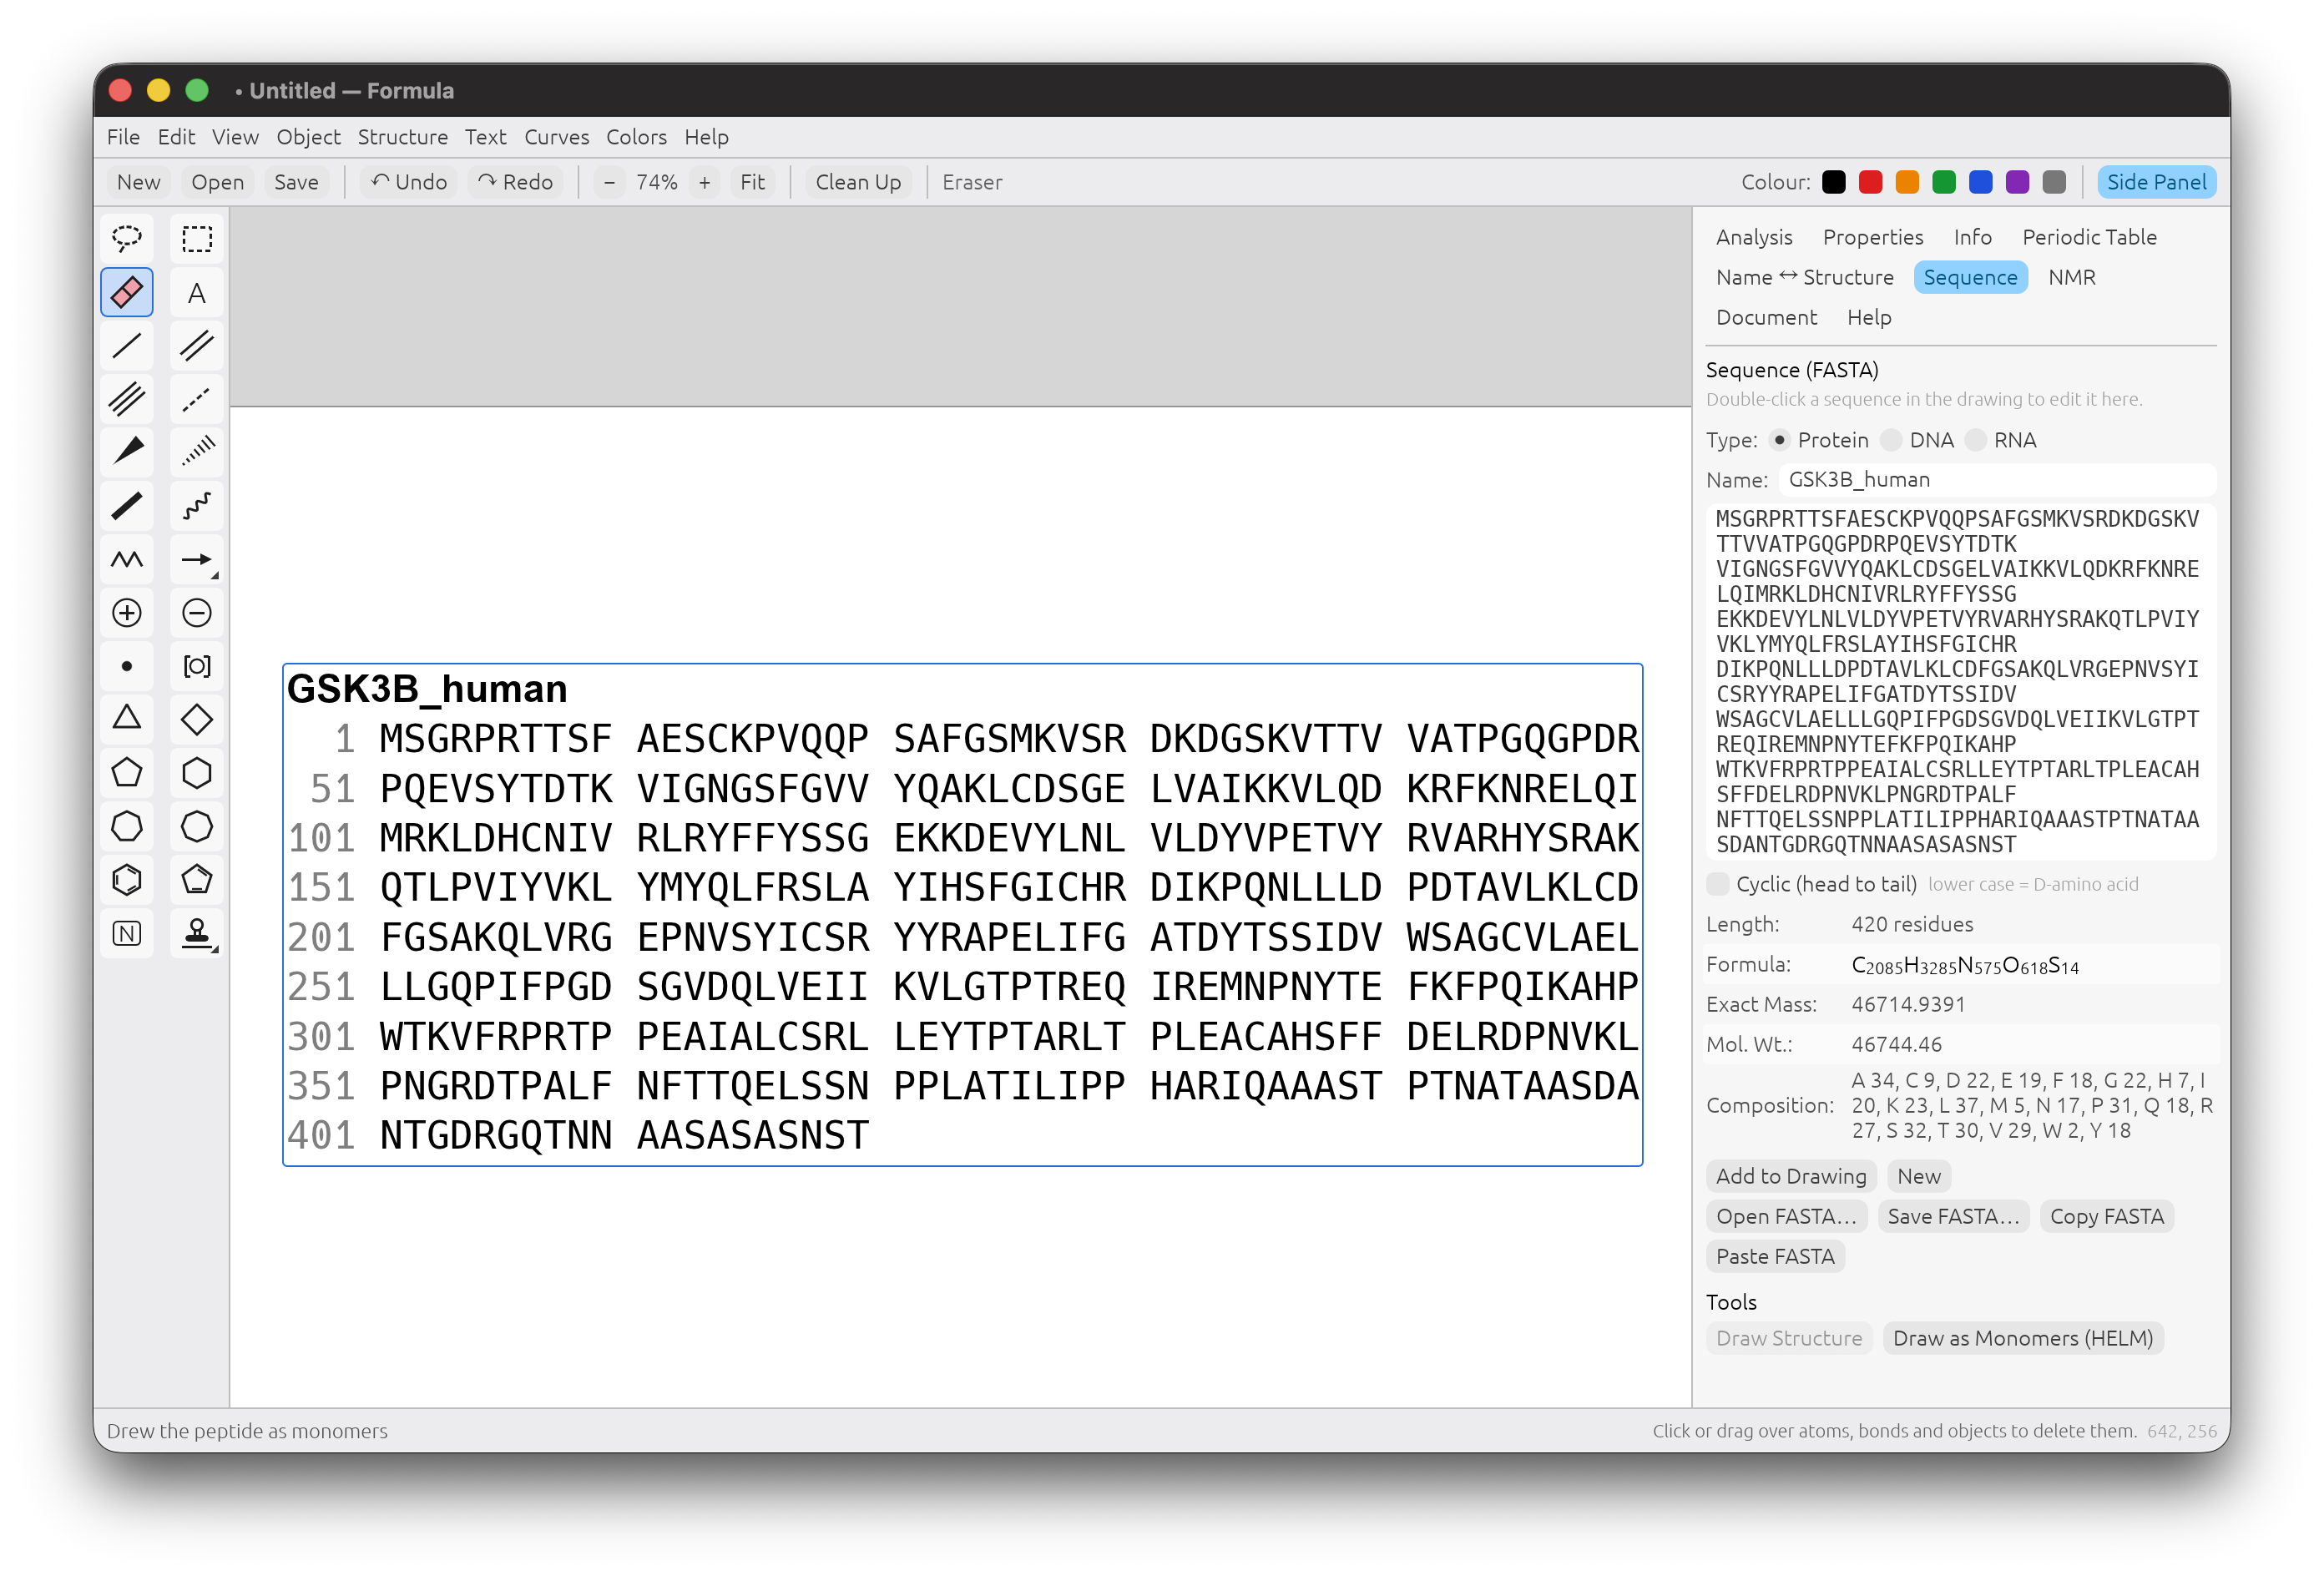 • Untitled — Formula
File Edit View Object Structure Text Curves Colors Help
New Open Save ↶ Undo ↷ Redo − 74% + Fit Clean Up Eraser Colour: Side Panel
A
N
GSK3B_human
1 MSGRPRTTSF AESCKPVQQP SAFGSMKVSR DKDGSKVTTV VATPGQGPDR
51 PQEVSYTDTK VIGNGSFGVV YQAKLCDSGE LVAIKKVLQD KRFKNRELQI
101 MRKLDHCNIV RLRYFFYSSG EKKDEVYLNL VLDYVPETVY RVARHYSRAK
151 QTLPVIYVKL YMYQLFRSLA YIHSFGICHR DIKPQNLLLD PDTAVLKLCD
201 FGSAKQLVRG EPNVSYICSR YYRAPELIFG ATDYTSSIDV WSAGCVLAEL
251 LLGQPIFPGD SGVDQLVEII KVLGTPTREQ IREMNPNYTE FKFPQIKAHP
301 WTKVFRPRTP PEAIALCSRL LEYTPTARLT PLEACAHSFF DELRDPNVKL
351 PNGRDTPALF NFTTQELSSN PPLATILIPP HARIQAAAST PTNATAASDA
401 NTGDRGQTNN AASASASNST
Analysis Properties Info Periodic Table
Name ↔ Structure Sequence NMR
Document Help
Sequence (FASTA)
Double-click a sequence in the drawing to edit it here.
Type: Protein DNA RNA
Name: GSK3B_human
MSGRPRTTSFAESCKPVQQPSAFGSMKVSRDKDGSKV
TTVVATPGQGPDRPQEVSYTDTK
VIGNGSFGVVYQAKLCDSGELVAIKKVLQDKRFKNRE
LQIMRKLDHCNIVRLRYFFYSSG
EKKDEVYLNLVLDYVPETVYRVARHYSRAKQTLPVIY
VKLYMYQLFRSLAYIHSFGICHR
DIKPQNLLLDPDTAVLKLCDFGSAKQLVRGEPNVSYI
CSRYYRAPELIFGATDYTSSIDV
WSAGCVLAELLLGQPIFPGDSGVDQLVEIIKVLGTPT
REQIREMNPNYTEFKFPQIKAHP
WTKVFRPRTPPEAIALCSRLLEYTPTARLTPLEACAH
SFFDELRDPNVKLPNGRDTPALF
NFTTQELSSNPPLATILIPPHARIQAAASTPTNATAA
SDANTGDRGQTNNAASASASNST
Cyclic (head to tail) lower case = D-amino acid
Length: 420 residues
Formula: C₂₀₈₅H₃₂₈₅N₅₇₅O₆₁₈S₁₄
Exact Mass: 46714.9391
Mol. Wt.: 46744.46
Composition: A 34, C 9, D 22, E 19, F 18, G 22, H 7, I
20, K 23, L 37, M 5, N 17, P 31, Q 18, R
27, S 32, T 30, V 29, W 2, Y 18
Add to Drawing New
Open FASTA… Save FASTA… Copy FASTA
Paste FASTA
Tools
Draw Structure Draw as Monomers (HELM)
Drew the peptide as monomers Click or drag over atoms, bonds and objects to delete them. 642, 256